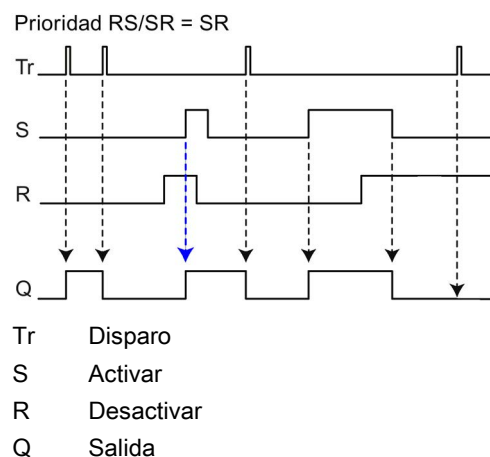 Prioridad RS/SR = SR
Tr
S
R
Q
Tr Disparo
S Activar
R Desactivar
Q Salida